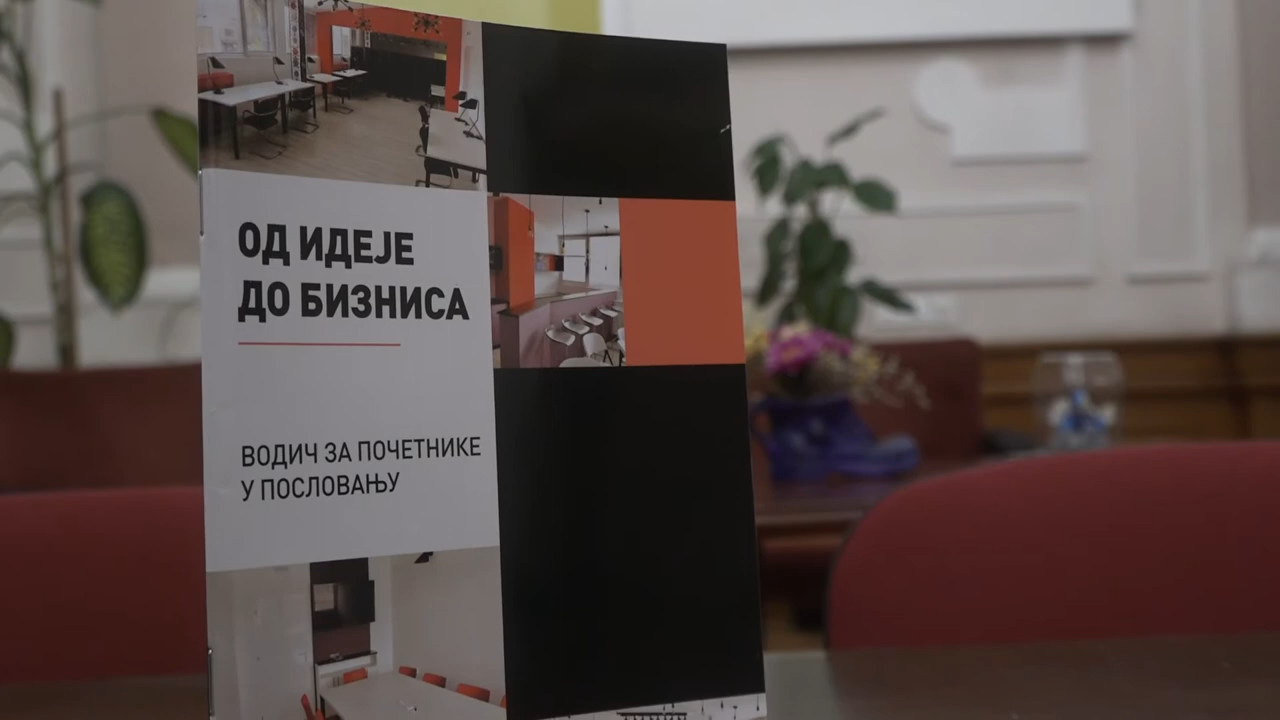 ОД ИДЕЈЕ
ДО БИЗНИСА
ВОДИЧ ЗА ПОЧЕТНИКЕ
У ПОСЛОВАЊУ